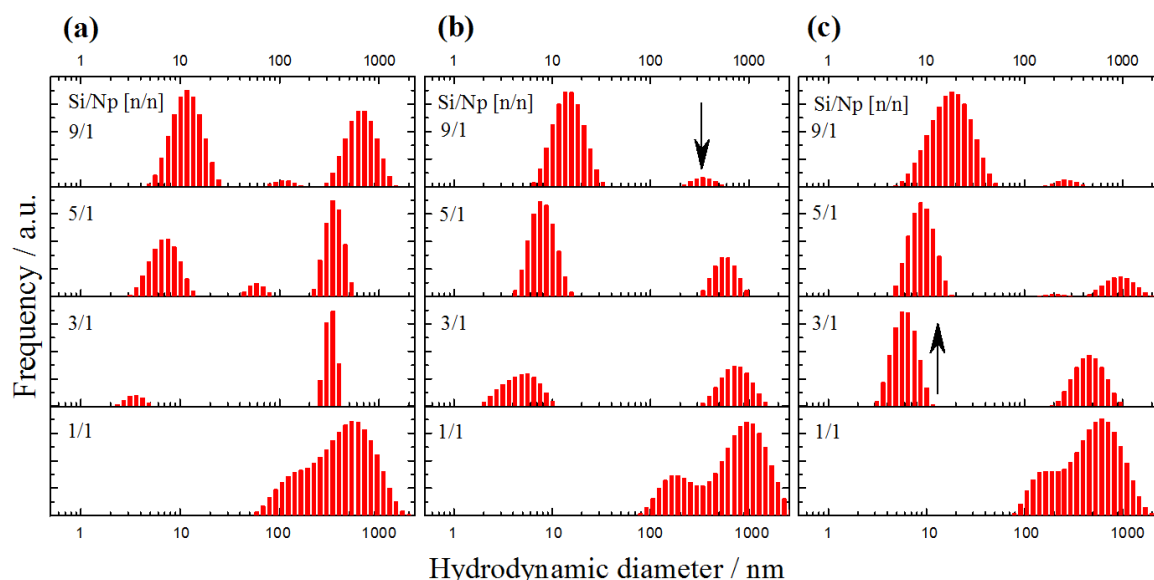 (a) (b) (c)
1 10 100 1000 1 10 100 1000 1 10 100 1000
Si/Np [n/n] Si/Np [n/n] Si/Np [n/n]
9/1 9/1 9/1
5/1 5/1 5/1
3/1 3/1 3/1
1/1 1/1 1/1
1 10 100 1000 1 10 100 1000 1 10 100 1000
Frequency / a.u.
Hydrodynamic diameter / nm